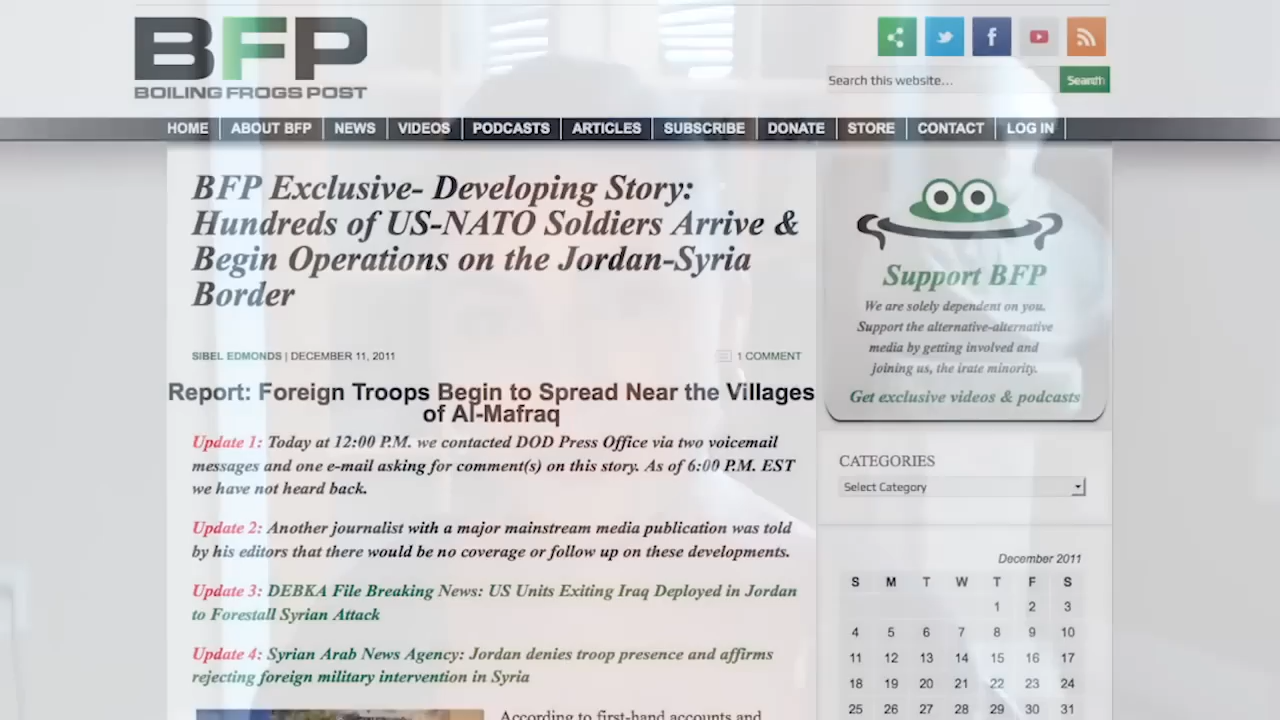 BFP
BOILING FROGS POST
Search this website…
Search
HOME
ABOUT BFP
NEWS
VIDEOS
PODCASTS
ARTICLES
SUBSCRIBE
DONATE
STORE
CONTACT
LOG IN
BFP Exclusive- Developing Story:
Hundreds of US-NATO Soldiers Arrive &
Begin Operations on the Jordan-Syria
Border
SIBEL EDMONDS | DECEMBER 11, 2011
1 COMMENT
Report: Foreign Troops Begin to Spread Near the Villages
of Al-Mafraq
Update 1: Today at 12:00 P.M. we contacted DOD Press Office via two voicemail
messages and one e-mail asking for comment(s) on this story. As of 6:00 P.M. EST
we have not heard back.
Update 2: Another journalist with a major mainstream media publication was told
by his editors that there would be no coverage or follow up on these developments.
Update 3: DEBKA File Breaking News: US Units Exiting Iraq Deployed in Jordan
to Forestall Syrian Attack
Update 4: Syrian Arab News Agency: Jordan denies troop presence and affirms
rejecting foreign military intervention in Syria
According to first-hand accounts and
Support BFP
We are solely dependent on you.
Support the alternative-alternative
media by getting involved and
joining us, the irate minority.
Get exclusive videos & podcasts
CATEGORIES
Select Category
December 2011
S M T W T F S
1 2 3
4 5 6 7 8 9 10
11 12 13 14 15 16 17
18 19 20 21 22 23 24
25 26 27 28 29 30 31